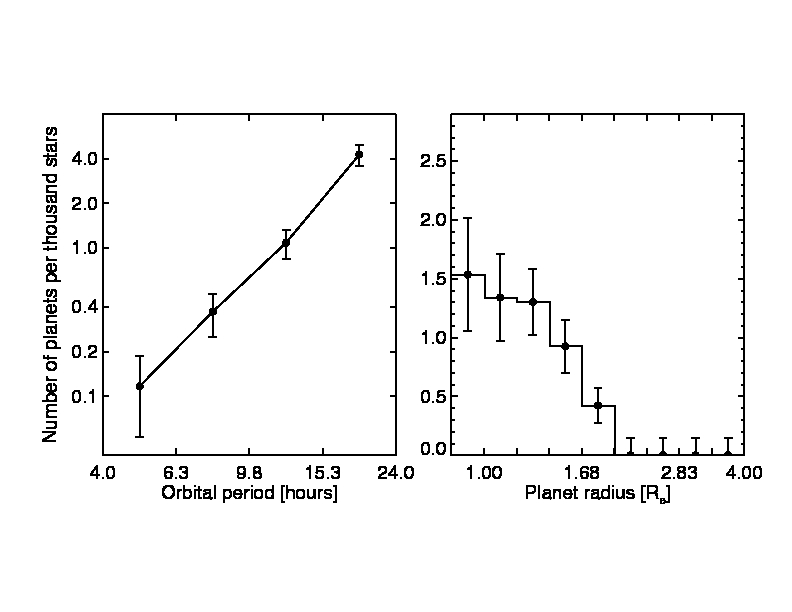 Number of planets per thousand stars
4.0
2.0
1.0
0.4
0.2
0.1
4.0 6.3 9.8 15.3 24.0
Orbital period [hours]
2.5
2.0
1.5
1.0
0.5
0.0
1.00 1.68 2.83 4.00
Planet radius [R⊕]